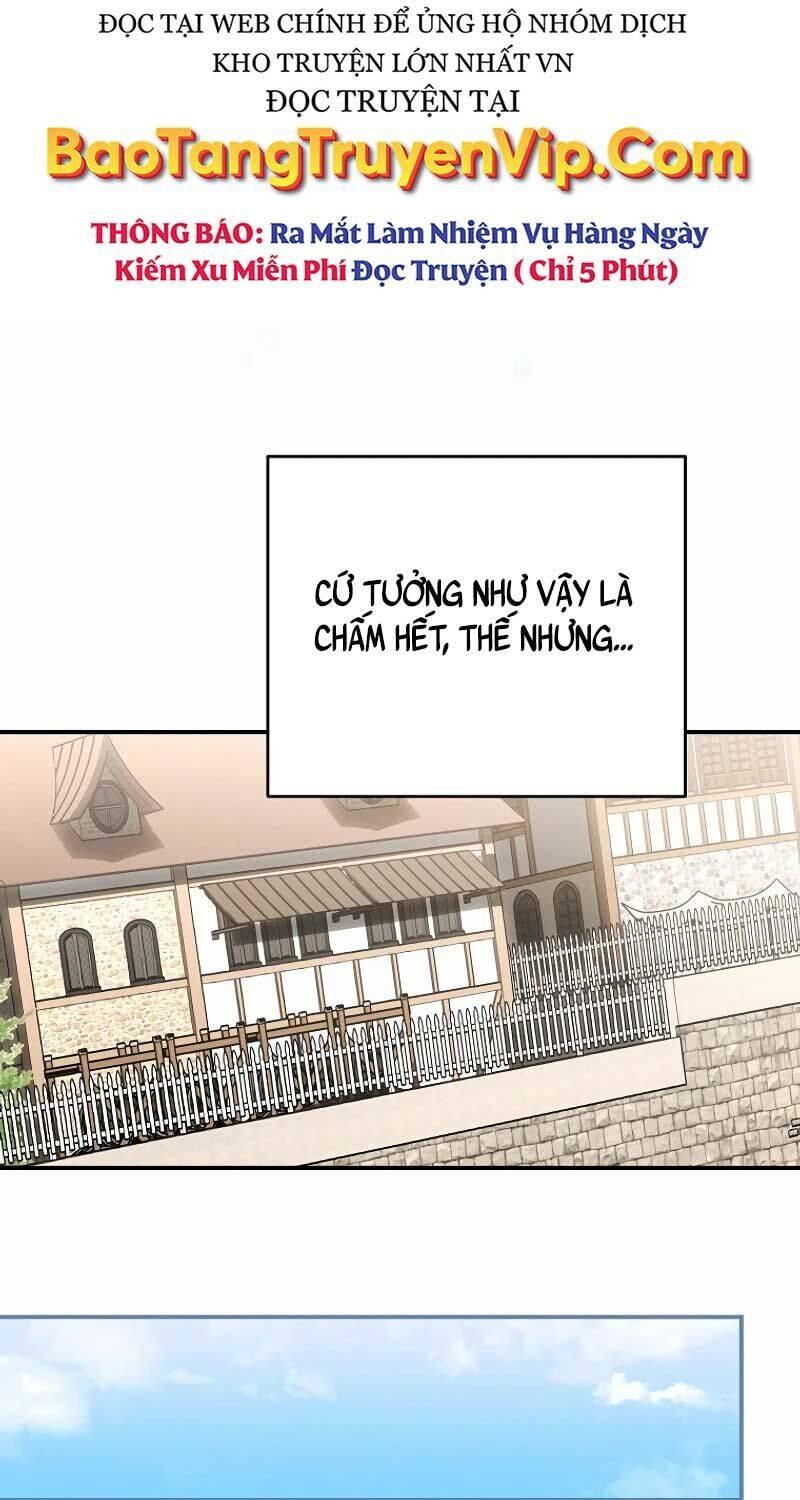 ĐỌC TẠI WEB CHÍNH ĐỂ ỦNG HỘ NHÓM DỊCH
KHO TRUYỆN LỚN NHẤT VN
ĐỌC TRUYỆN TẠI
BaoTangTruyenVip.Com
THÔNG BÁO: Ra Mắt Làm Nhiệm Vụ Hàng Ngày
Kiếm Xu Miễn Phí Đọc Truyện ( Chỉ 5 Phút)
CỨ TƯỞNG NHƯ VẬY LÀ
CHẤM HẾT, THẾ NHƯNG...